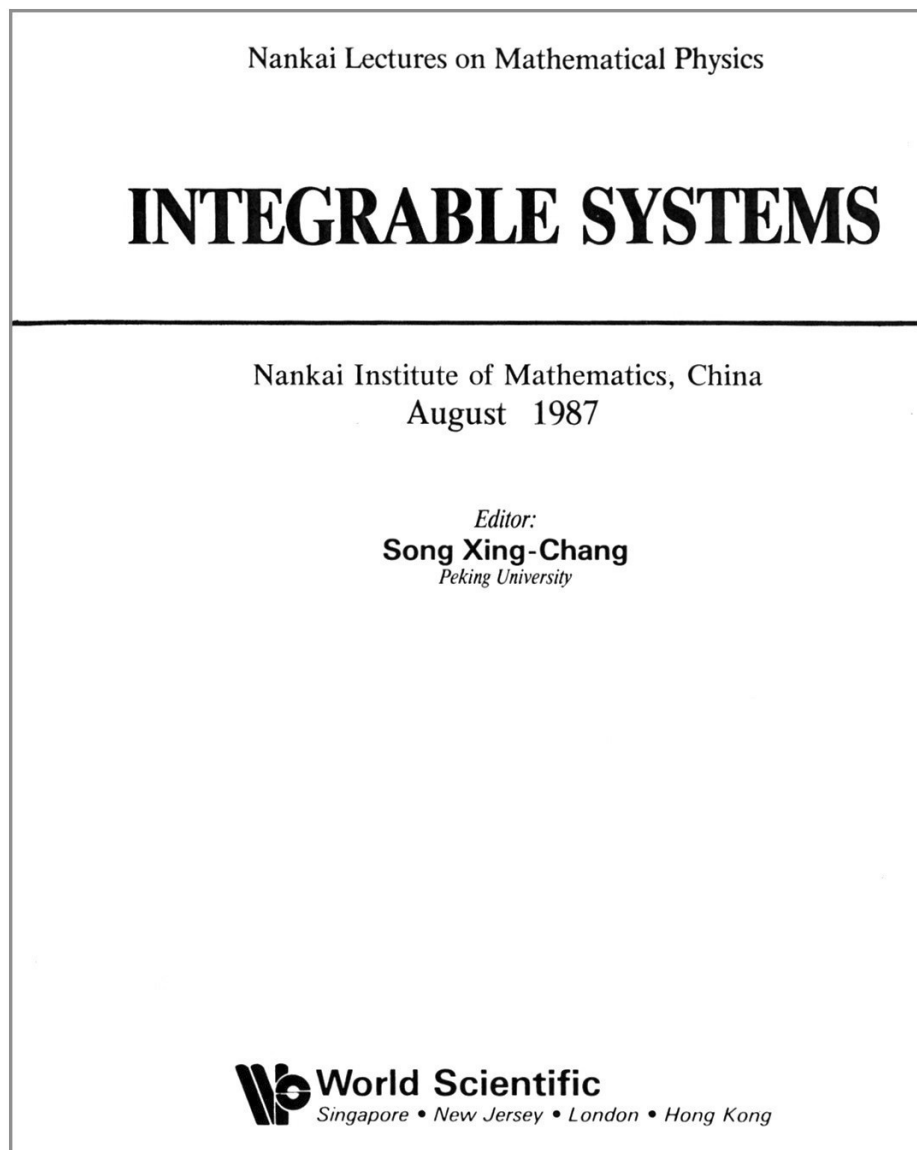 Nankai Lectures on Mathematical Physics
INTEGRABLE SYSTEMS
Nankai Institute of Mathematics, China
August 1987
Editor:
Song Xing-Chang
Peking University
World Scientific
Singapore • New Jersey • London • Hong Kong